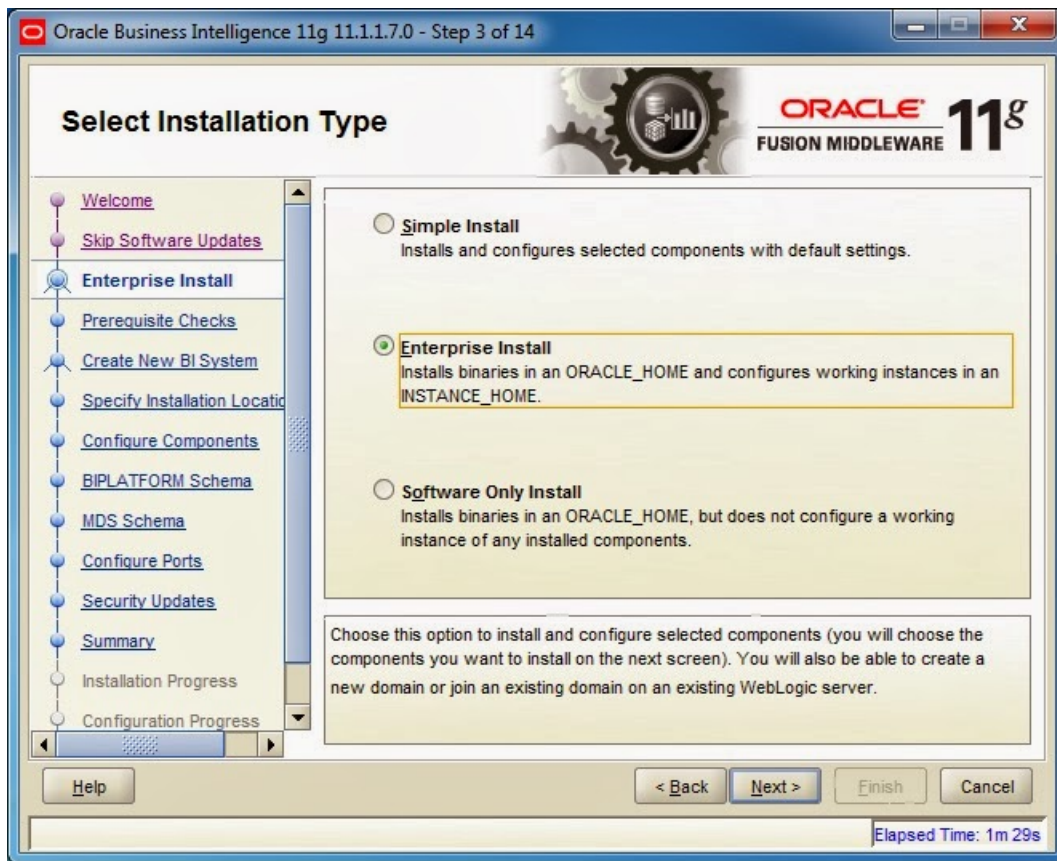 Oracle Business Intelligence 11g 11.1.1.7.0 - Step 3 of 14
Select Installation Type
ORACLE
FUSION MIDDLEWARE
11g
Welcome
Skip Software Updates
Enterprise Install
Prerequisite Checks
Create New BI System
Specify Installation Locatio
Configure Components
BIPLATFORM Schema
MDS Schema
Configure Ports
Security Updates
Summary
Installation Progress
Configuration Progress
Simple Install
Installs and configures selected components with default settings.
Enterprise Install
Installs binaries in an ORACLE_HOME and configures working instances in an
INSTANCE_HOME.
Software Only Install
Installs binaries in an ORACLE_HOME, but does not configure a working
instance of any installed components.
Choose this option to install and configure selected components (you will choose the
components you want to install on the next screen). You will also be able to create a
new domain or join an existing domain on an existing WebLogic server.
Help
< Back
Next >
Finish
Cancel
Elapsed Time: 1m 29s